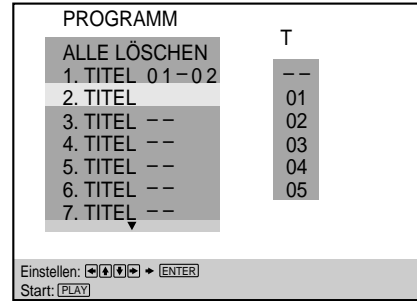 PROGRAMM
T
ALLE LÖSCHEN
1. TITEL 01–02
2. TITEL
3. TITEL – –
4. TITEL – –
5. TITEL – –
6. TITEL – –
7. TITEL – –
– –
01
02
03
04
05
Einstellen: ENTER
Start: PLAY